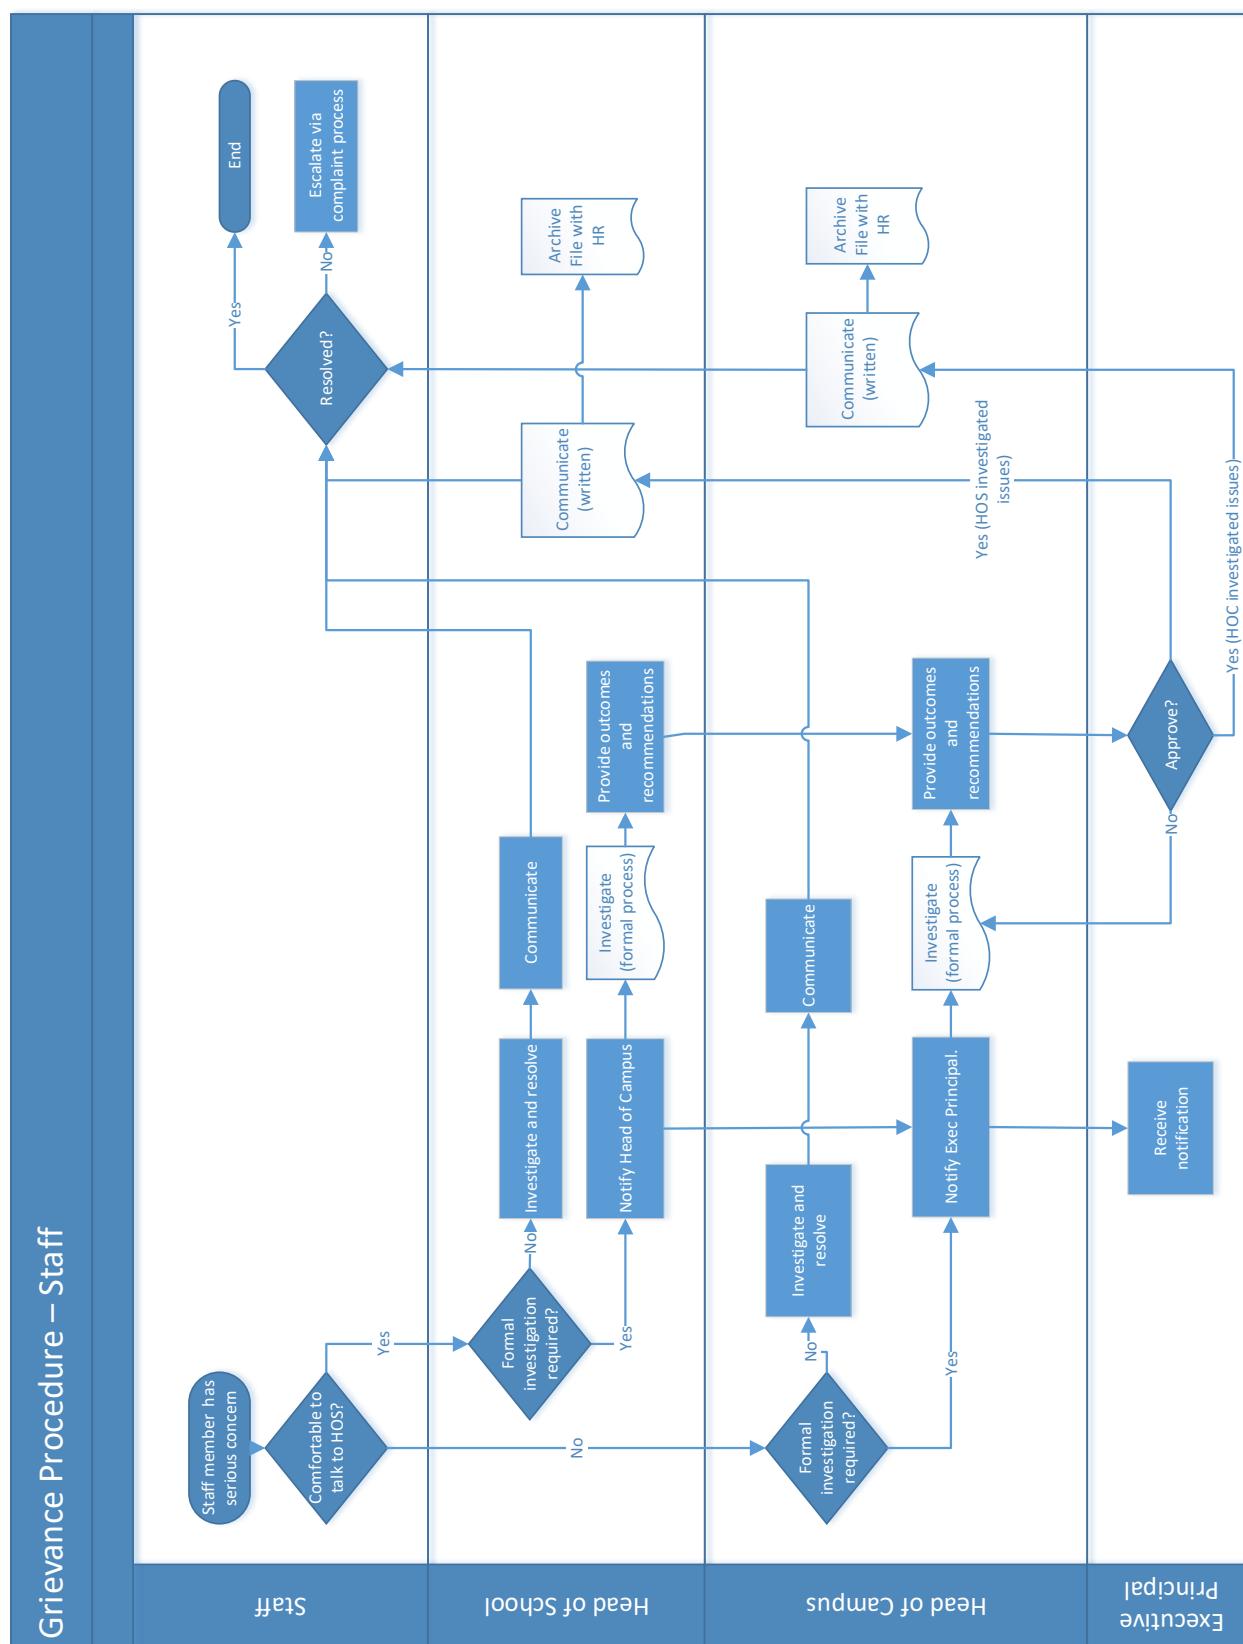 Grievance Procedure – Staff
Staff
Staff member has
serious concern
Comfortable to
talk to HOS?
Yes
No
Resolved?
Yes
No
End
Escalate via
complaint process
Head of School
Formal
investigation
required?
No
Yes
Investigate and resolve
Communicate
Notify Head of Campus
Investigate
(formal process)
Provide outcomes
and
recommendations
Communicate
(written)
Archive
File with
HR
Head of Campus
Formal
investigation
required?
No
Yes
Investigate and
resolve
Communicate
Notify Exec Principal.
Investigate
(formal process)
Provide outcomes
and
recommendations
Communicate
(written)
Archive
File with
HR
Yes (HOS investigated
issues)
Executive
Principal
Receive
notification
No
Approve?
Yes (HOC investigated issues)